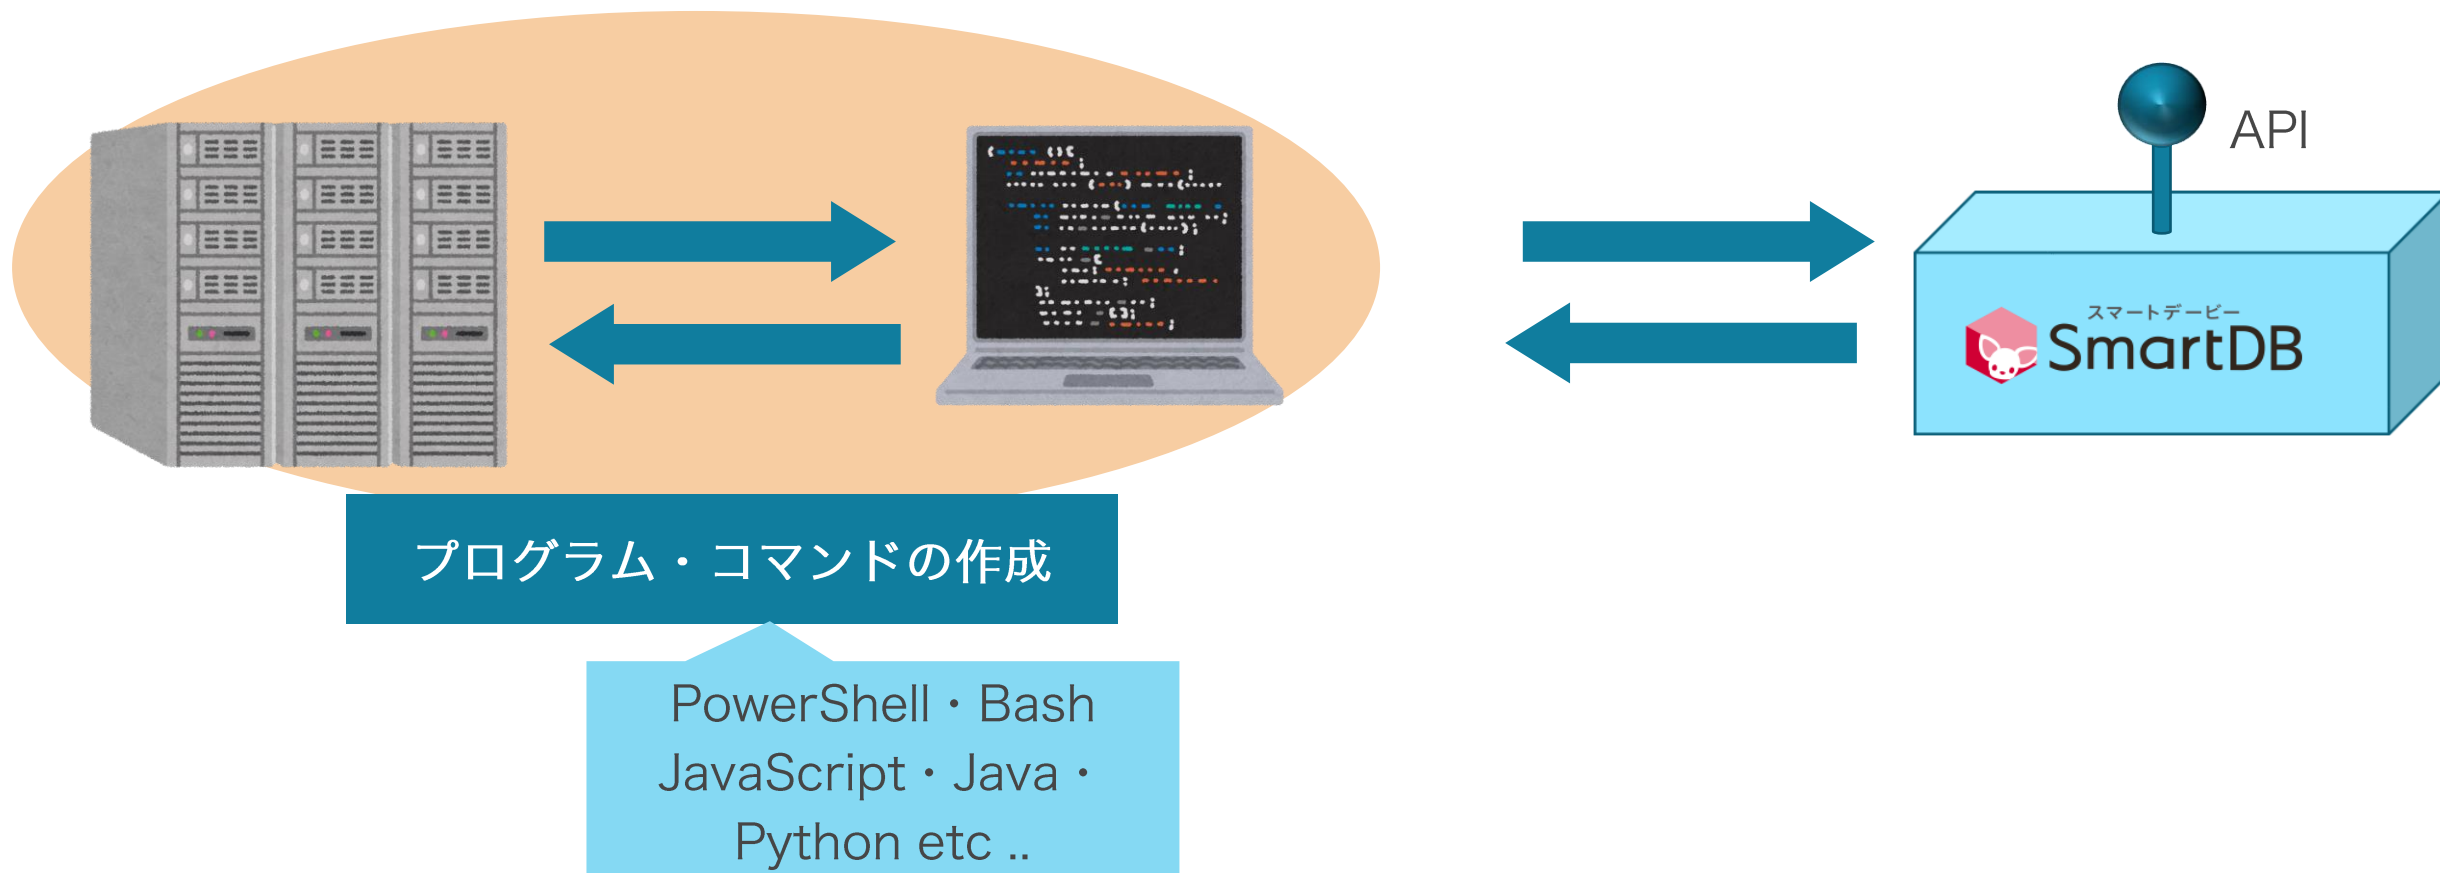 API
スマートデービー
SmartDB
プログラム・コマンドの作成
PowerShell・Bash
JavaScript・Java・
Python etc ..